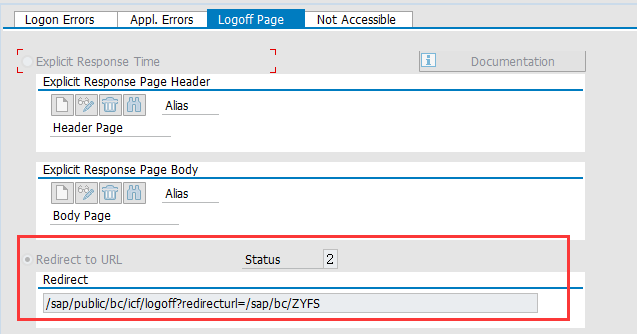 Logon Errors Appl. Errors Logoff Page Not Accessible
Explicit Response Time Documentation
Explicit Response Page Header
Alias
Header Page
Explicit Response Page Body
Alias
Body Page
Redirect to URL Status 2
Redirect
/sap/public/bc/icf/logoff?redirecturl=/sap/bc/ZYFS